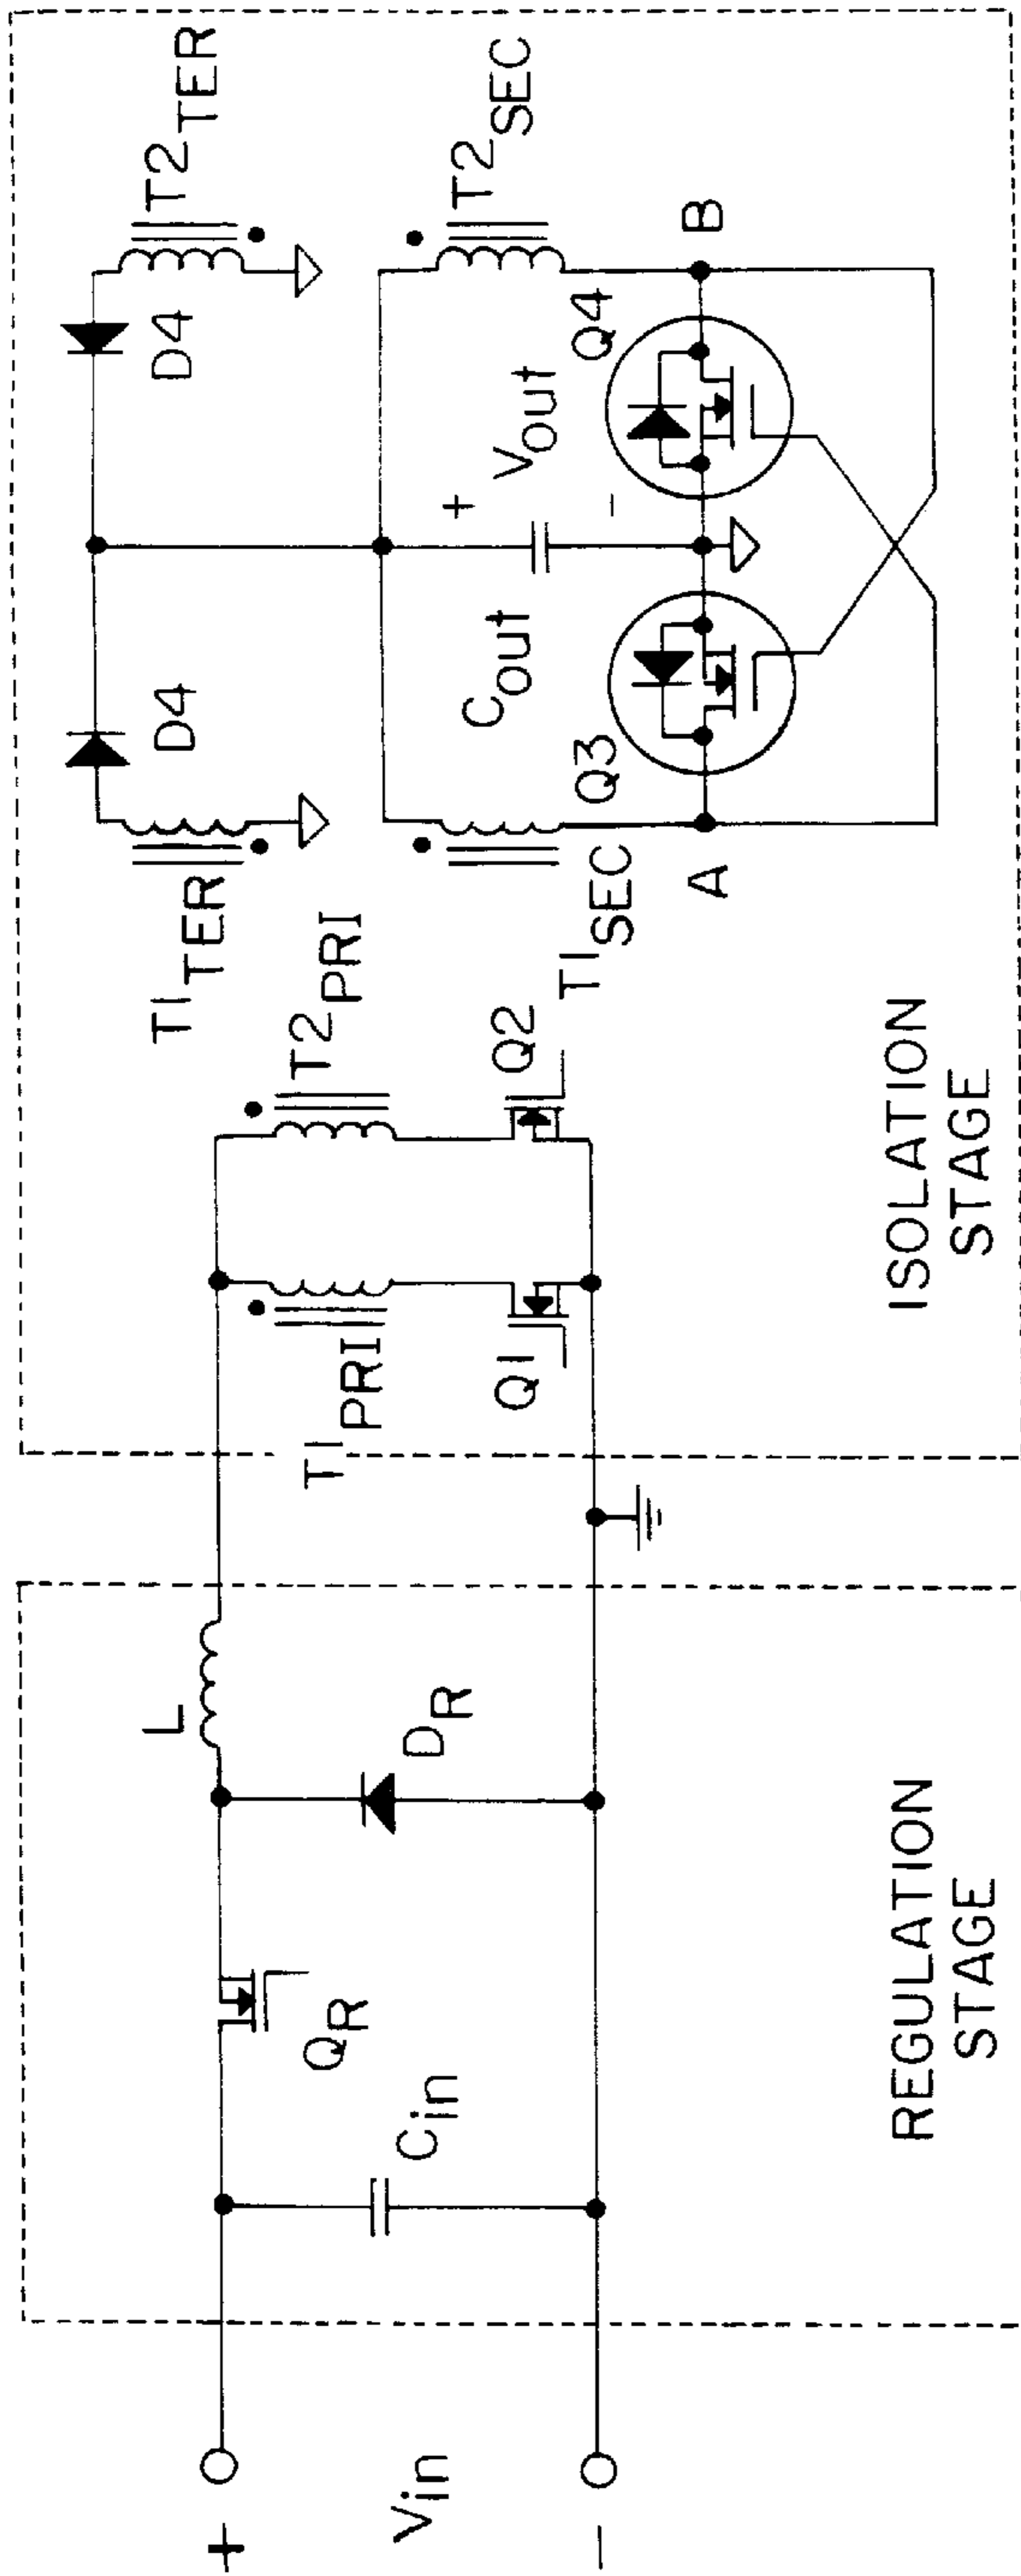 +
Vin
-
Cin
QR
L
DR
REGULATION
STAGE
T1PRI
T2PRI
Q1
Q2
T1TER
D4
D4
T2TER
T1SEC
Cout
+
Vout
-
T2SEC
Q3
Q4
A
B
ISOLATION
STAGE